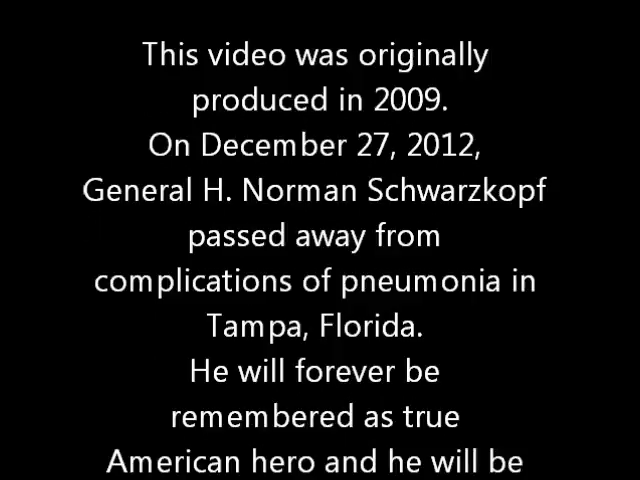 This video was originally
produced in 2009.
On December 27, 2012,
General H. Norman Schwarzkopf
passed away from
complications of pneumonia in
Tampa, Florida.
He will forever be
remembered as true
American hero and he will be